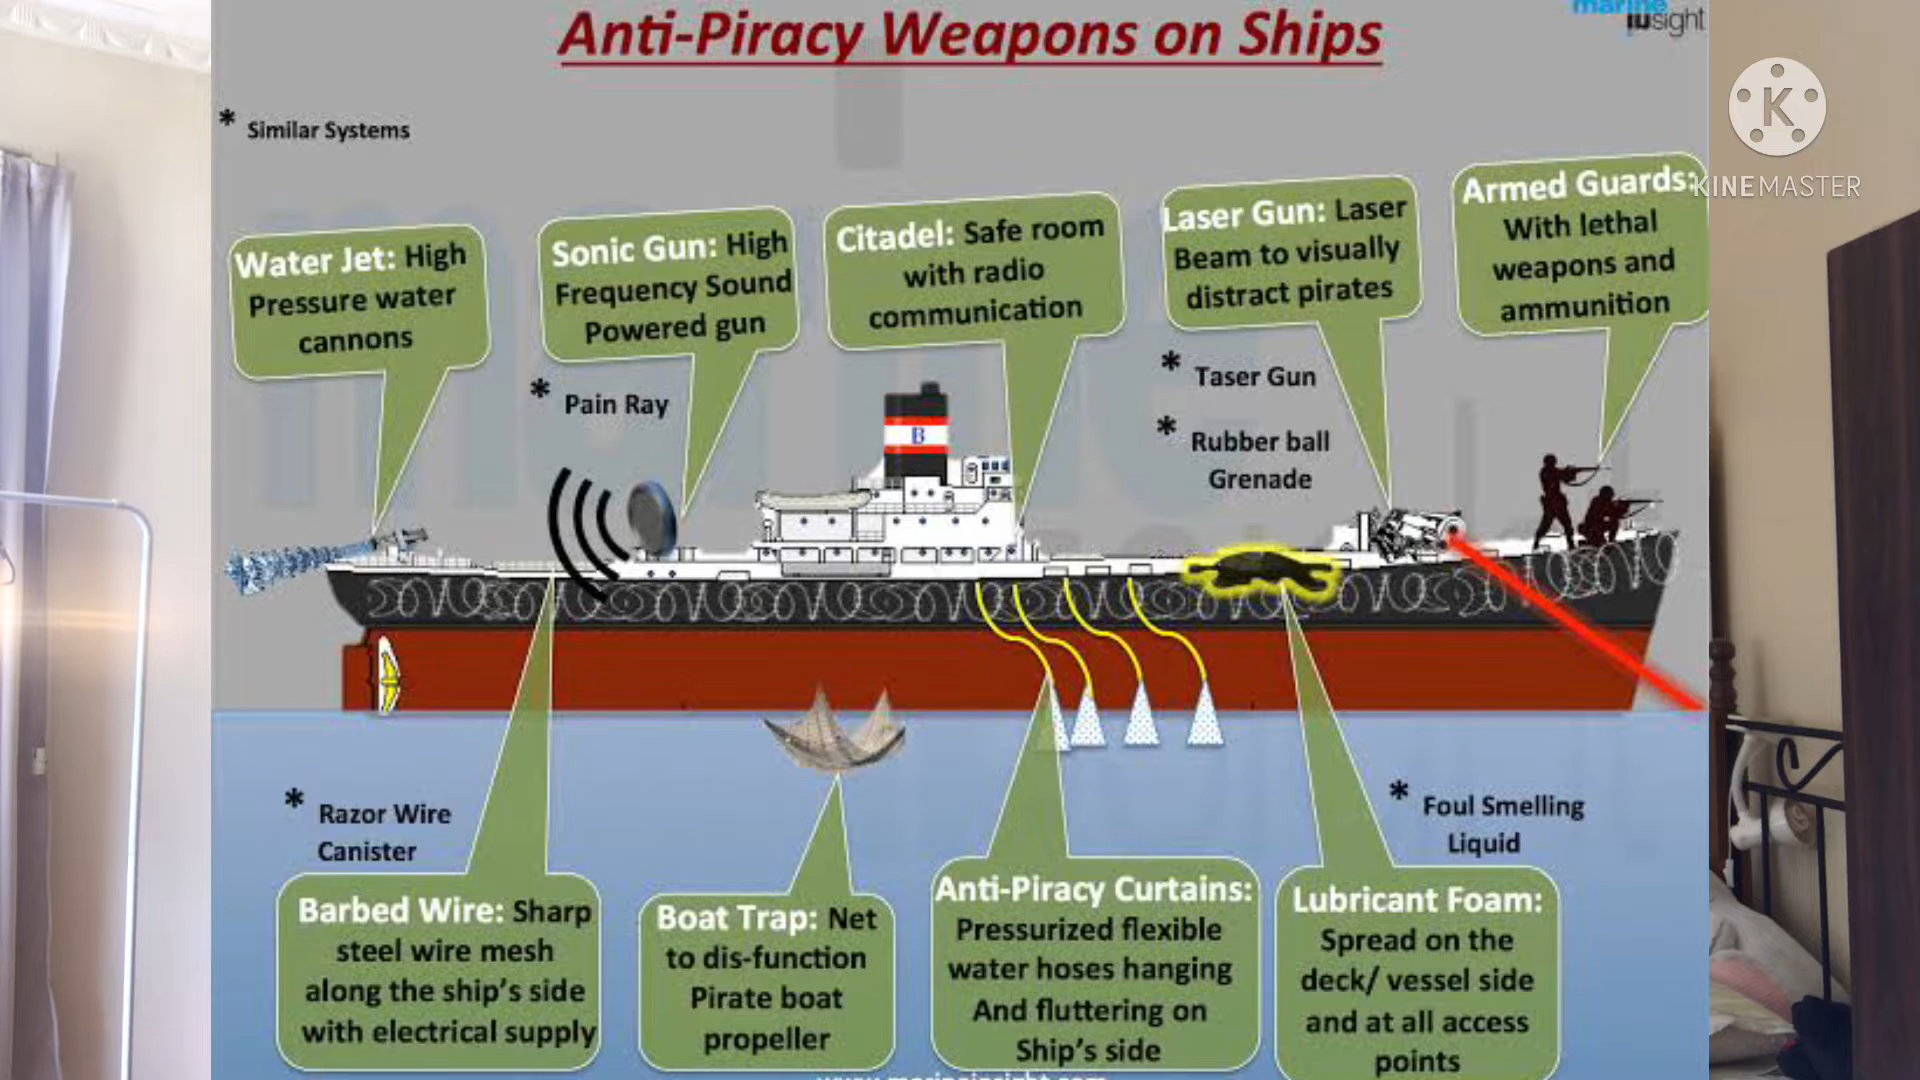 Anti-Piracy Weapons on Ships
marine
insight
KINEMASTER
* Similar Systems
Water Jet: High
Pressure water
cannons
Sonic Gun: High
Frequency Sound
Powered gun
Citadel: Safe room
with radio
communication
Laser Gun: Laser
Beam to visually
distract pirates
Armed Guards:
With lethal
weapons and
ammunition
* Pain Ray
* Taser Gun
* Rubber ball
Grenade
B
* Razor Wire
Canister
* Foul Smelling
Liquid
Barbed Wire: Sharp
steel wire mesh
along the ship's side
with electrical supply
Boat Trap: Net
to dis-function
Pirate boat
propeller
Anti-Piracy Curtains:
Pressurized flexible
water hoses hanging
And fluttering on
Ship's side
Lubricant Foam:
Spread on the
deck/ vessel side
and at all access
points
www.marineinsight.com